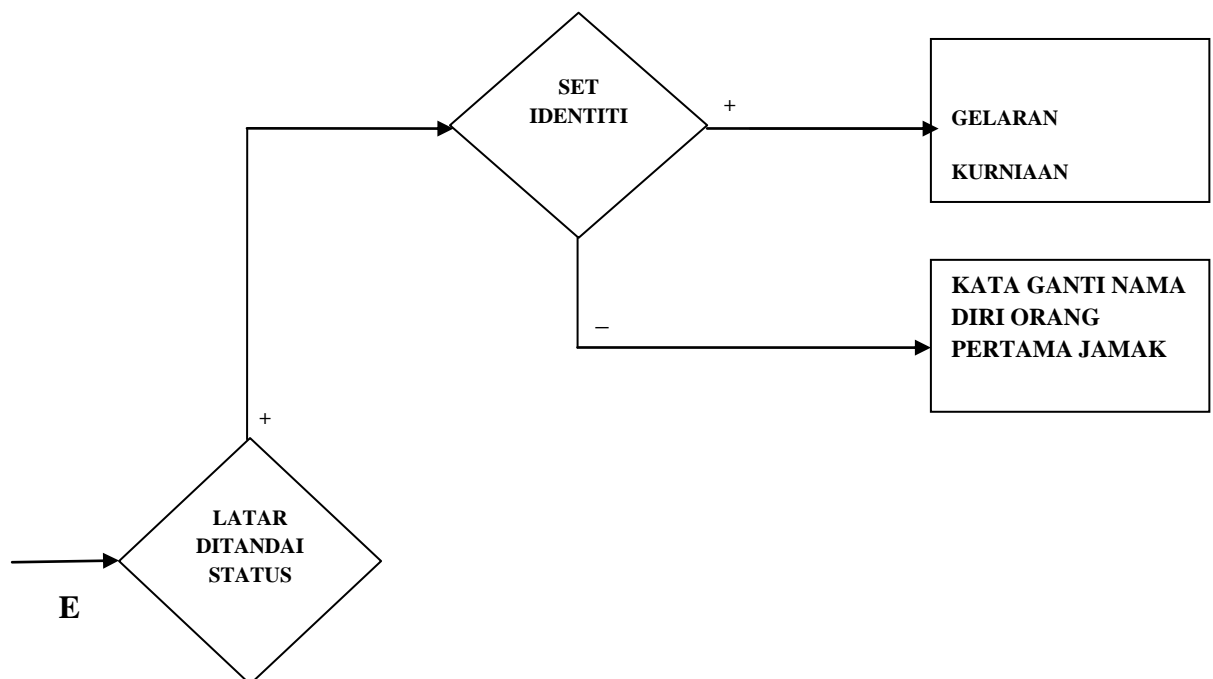 SET
IDENTITI
+
GELARAN
KURNIAAN
–
KATA GANTI NAMA
DIRI ORANG
PERTAMA JAMAK
+
LATAR
DITANDAI
STATUS
E